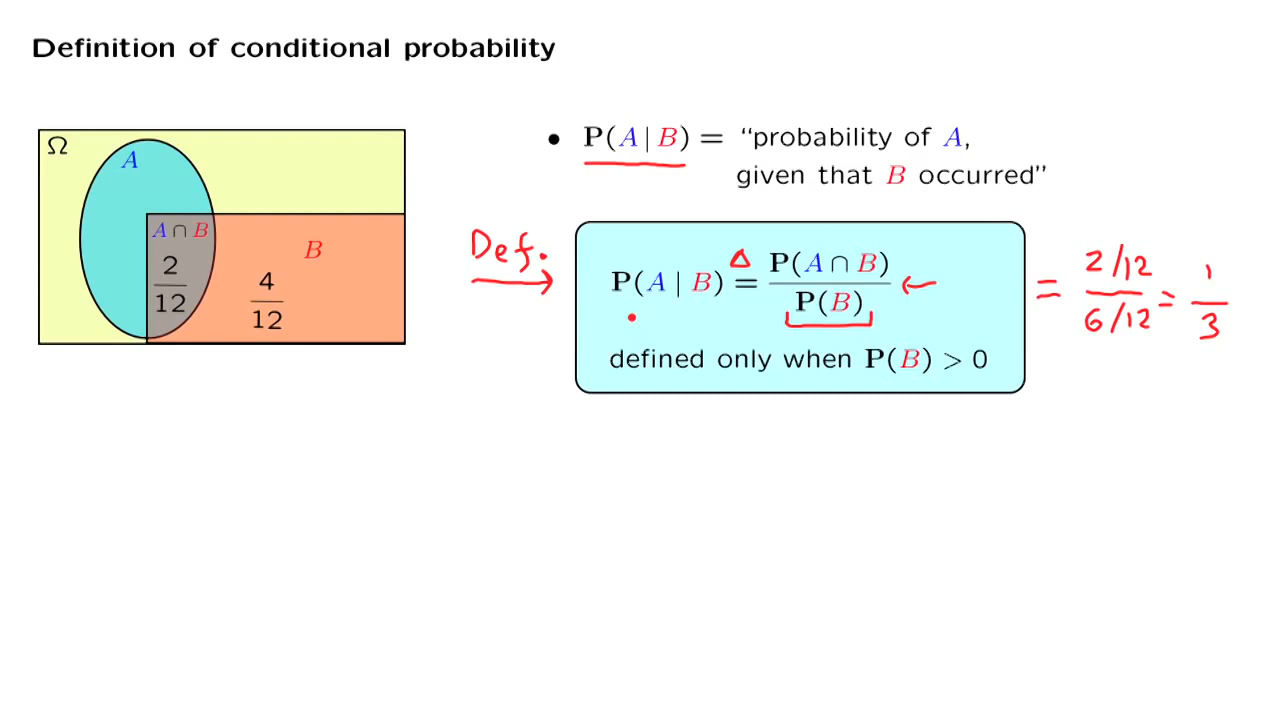 Definition of conditional probability
Ω
A
A ∩ B
B
2/12
4/12
• P(A | B) = “probability of A,
given that B occurred”
Def.
P(A | B) ≜ P(A ∩ B) / P(B)
defined only when P(B) > 0
= 2/12 / 6/12 = 1/3